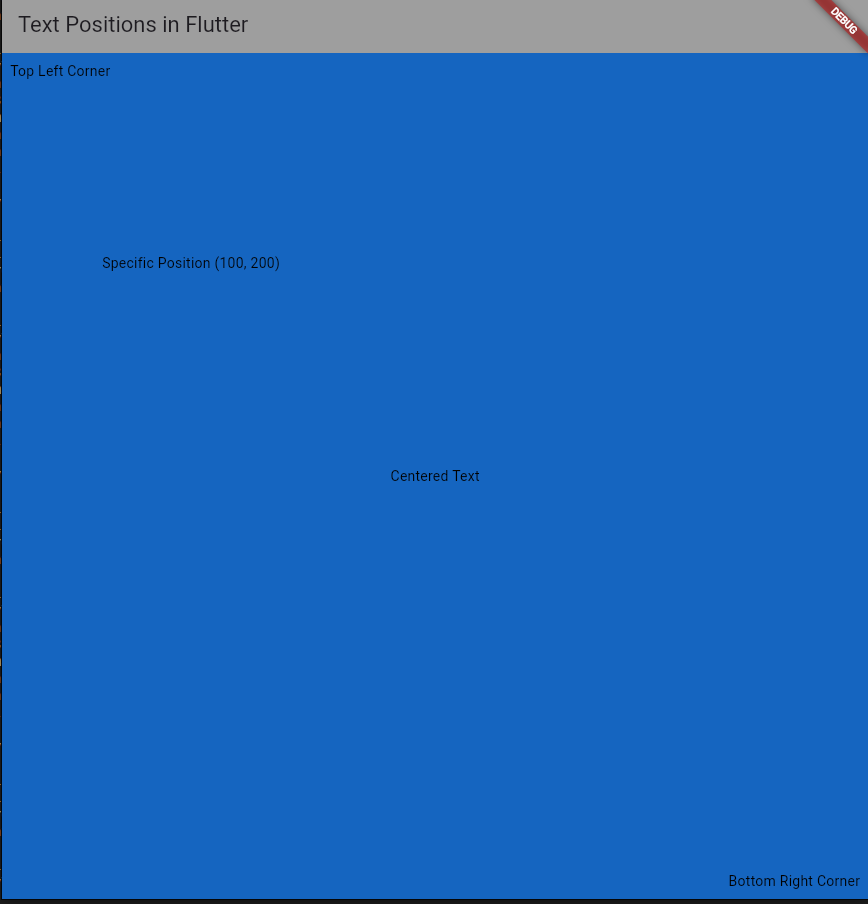 Text Positions in Flutter
DEBUG
Top Left Corner
Specific Position (100, 200)
Centered Text
Bottom Right Corner